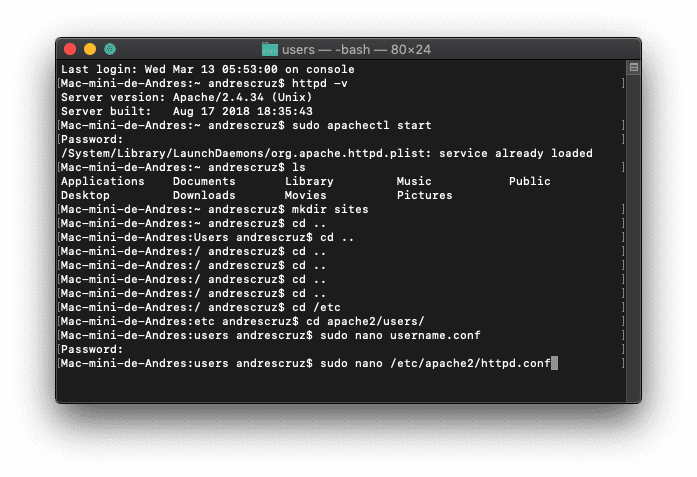 users — -bash — 80×24
Last login: Wed Mar 13 05:53:00 on console
[Mac-mini-de-Andres:~ andrescruz$ httpd -v ]
Server version: Apache/2.4.34 (Unix)
Server built:   Aug 17 2018 18:35:43
[Mac-mini-de-Andres:~ andrescruz$ sudo apachectl start ]
[Password: ]
/System/Library/LaunchDaemons/org.apache.httpd.plist: service already loaded
[Mac-mini-de-Andres:~ andrescruz$ ls ]
Applications    Documents       Library         Music           Public
Desktop         Downloads       Movies          Pictures
[Mac-mini-de-Andres:~ andrescruz$ mkdir sites ]
[Mac-mini-de-Andres:~ andrescruz$ cd .. ]
[Mac-mini-de-Andres:Users andrescruz$ cd .. ]
[Mac-mini-de-Andres:/ andrescruz$ cd .. ]
[Mac-mini-de-Andres:/ andrescruz$ cd .. ]
[Mac-mini-de-Andres:/ andrescruz$ cd .. ]
[Mac-mini-de-Andres:/ andrescruz$ cd .. ]
[Mac-mini-de-Andres:/ andrescruz$ cd /etc ]
[Mac-mini-de-Andres:etc andrescruz$ cd apache2/users/ ]
[Mac-mini-de-Andres:users andrescruz$ sudo nano username.conf ]
[Password: ]
[Mac-mini-de-Andres:users andrescruz$ sudo nano /etc/apache2/httpd.conf ]